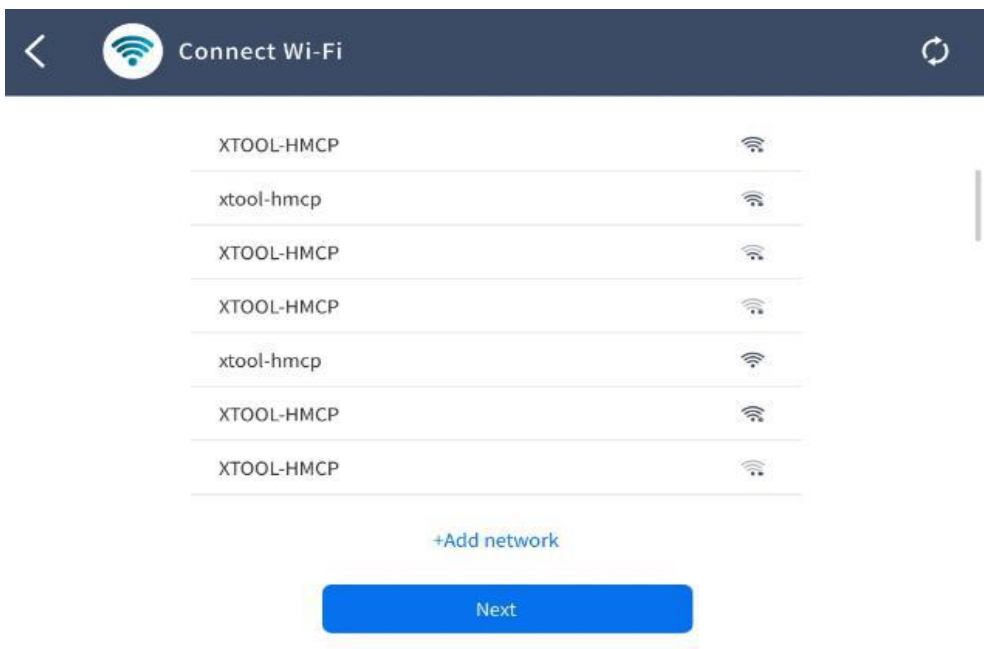 Connect Wi-Fi
XTOOL-HMCP
xtool-hmcp
XTOOL-HMCP
XTOOL-HMCP
xtool-hmcp
XTOOL-HMCP
XTOOL-HMCP
+Add network
Next